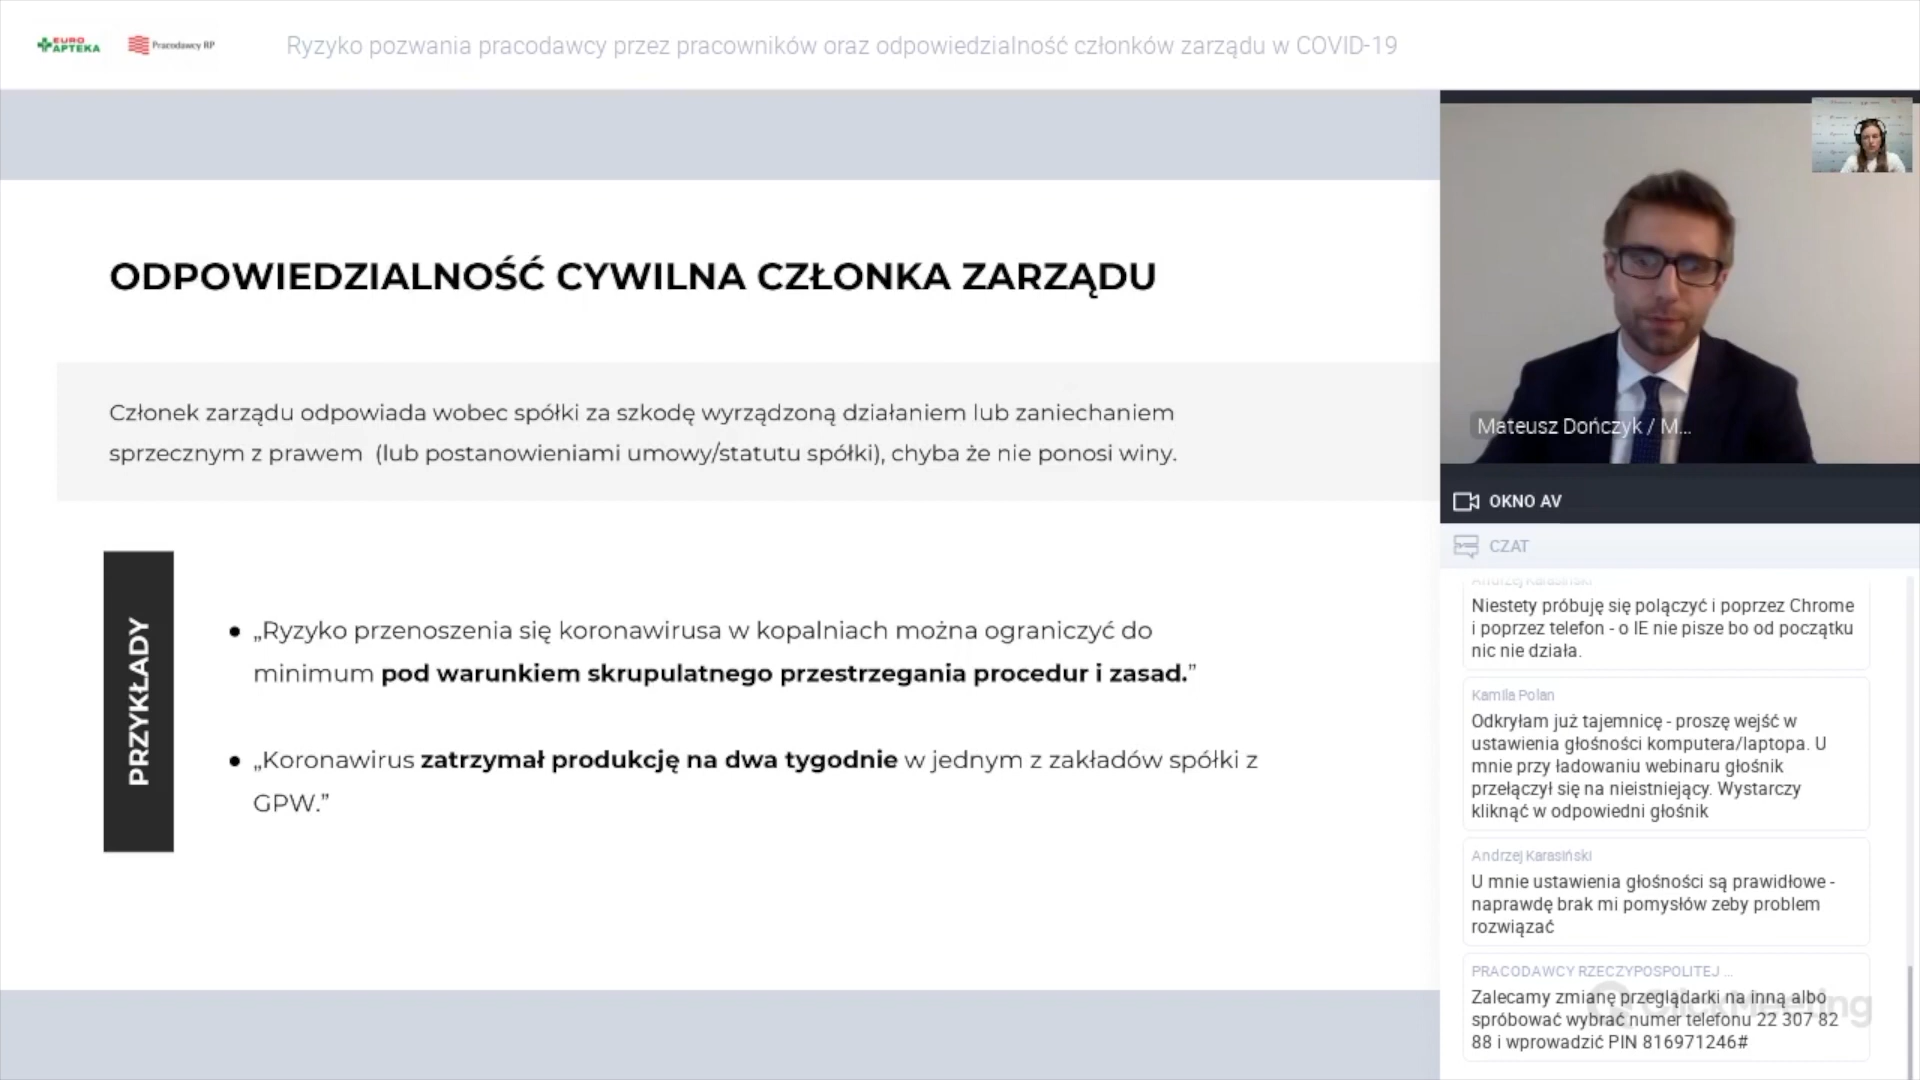 EURO
APTEKA
Pracodawcy RP
Ryzyko pozwania pracodawcy przez pracowników oraz odpowiedzialność członków zarządu w COVID-19
ODPOWIEDZIALNOŚĆ CYWILNA CZŁONKA ZARZĄDU
Członek zarządu odpowiada wobec spółki za szkodę wyrządzoną działaniem lub zaniechaniem
sprzecznym z prawem (lub postanowieniami umowy/statutu spółki), chyba że nie ponosi winy.
PRZYKŁADY
• „Ryzyko przenoszenia się koronawirusa w kopalniach można ograniczyć do
minimum pod warunkiem skrupulatnego przestrzegania procedur i zasad.”
• „Koronawirus zatrzymał produkcję na dwa tygodnie w jednym z zakładów spółki z
GPW.”
Mateusz Dończyk / M...
OKNO AV
CZAT
Andrzej Karasiński
Niestety próbuję się połączyć i poprzez Chrome
i poprzez telefon - o IE nie pisze bo od początku
nic nie działa.
Kamila Polan
Odkryłam już tajemnicę - proszę wejść w
ustawienia głośności komputera/laptopa. U
mnie przy ładowaniu webinaru głośnik
przełączył się na nieistniejący. Wystarczy
kliknąć w odpowiedni głośnik
Andrzej Karasiński
U mnie ustawienia głośności są prawidłowe -
naprawdę brak mi pomysłów zeby problem
rozwiązać
PRACODAWCY RZECZYPOSPOLITEJ ...
Zalecamy zmianę przeglądarki na inną albo
spróbować wybrać numer telefonu 22 307 82
88 i wprowadzić PIN 816971246#
ClickMeeting